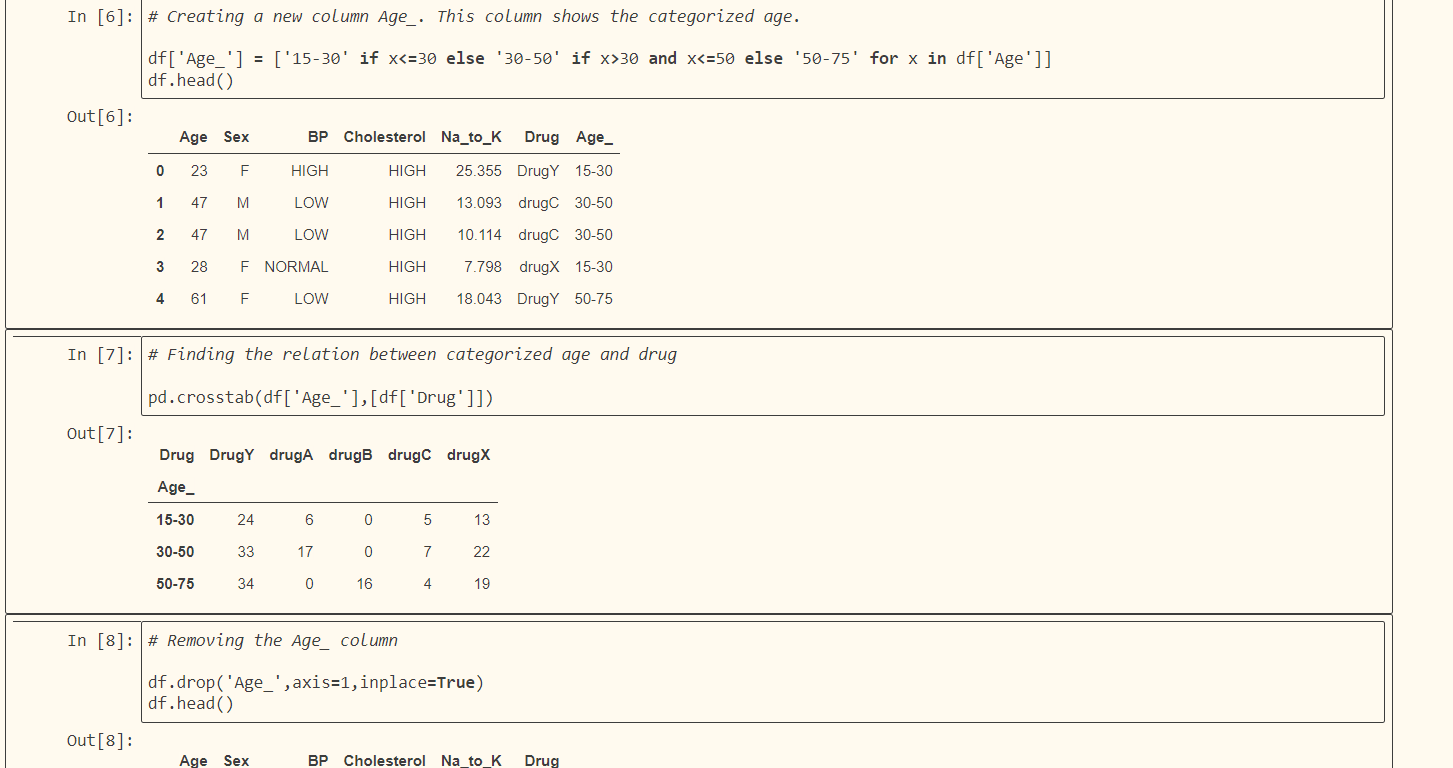 In [6]: # Creating a new column Age_. This column shows the categorized age.
df['Age_'] = ['15-30' if x<=30 else '30-50' if x>30 and x<=50 else '50-75' for x in df['Age']]
df.head()
Out[6]:
Age Sex BP Cholesterol Na_to_K Drug Age_
0 23 F HIGH HIGH 25.355 DrugY 15-30
1 47 M LOW HIGH 13.093 drugC 30-50
2 47 M LOW HIGH 10.114 drugC 30-50
3 28 F NORMAL HIGH 7.798 drugX 15-30
4 61 F LOW HIGH 18.043 DrugY 50-75
In [7]: # Finding the relation between categorized age and drug
pd.crosstab(df['Age_'],[df['Drug']])
Out[7]:
Drug DrugY drugA drugB drugC drugX
Age_
15-30 24 6 0 5 13
30-50 33 17 0 7 22
50-75 34 0 16 4 19
In [8]: # Removing the Age_ column
df.drop('Age_',axis=1,inplace=True)
df.head()
Out[8]:
Age Sex BP Cholesterol Na_to_K Drug